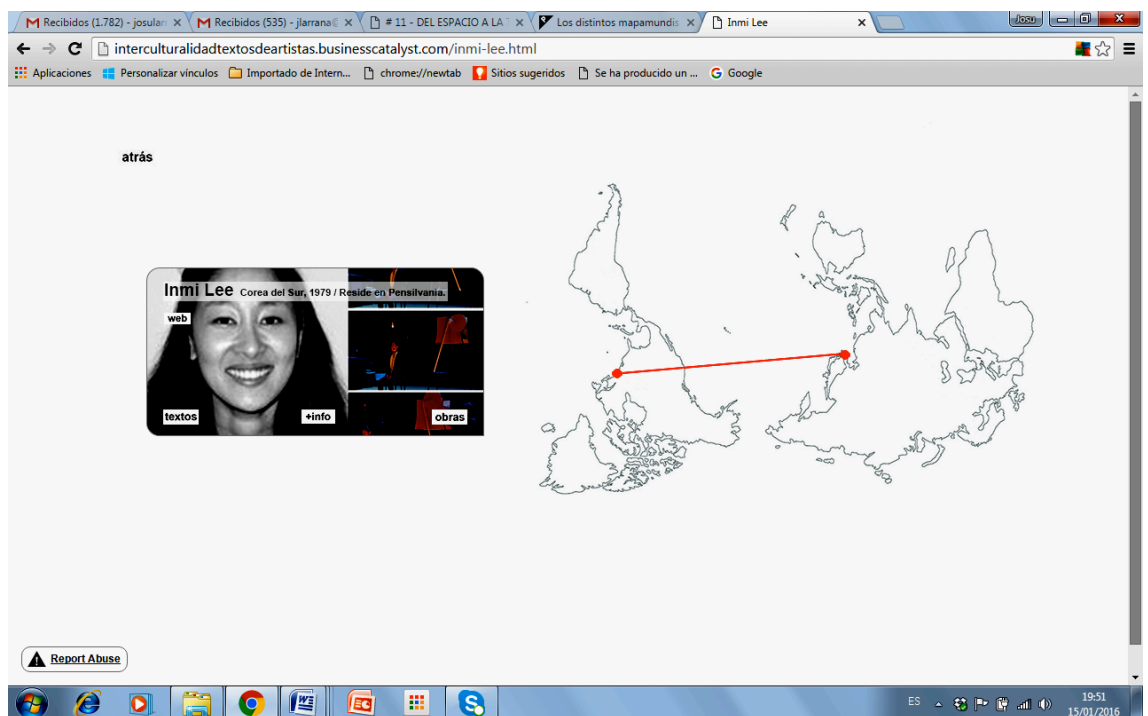 Recibidos (1.782) - josular
Recibidos (535) - jlarrana@
# 11 - DEL ESPACIO A LA T
Los distintos mapamundis
Inmi Lee
Josu
interculturalidadtextosdeartistas.businesscatalyst.com/inmi-lee.html
Aplicaciones
Personalizar vínculos
Importado de Intern...
chrome://newtab
Sitios sugeridos
Se ha producido un ...
Google
atrás
Inmi Lee Corea del Sur, 1979 / Reside en Pensilvania.
web
textos
+info
obras
Report Abuse
ES
19:51
15/01/2016